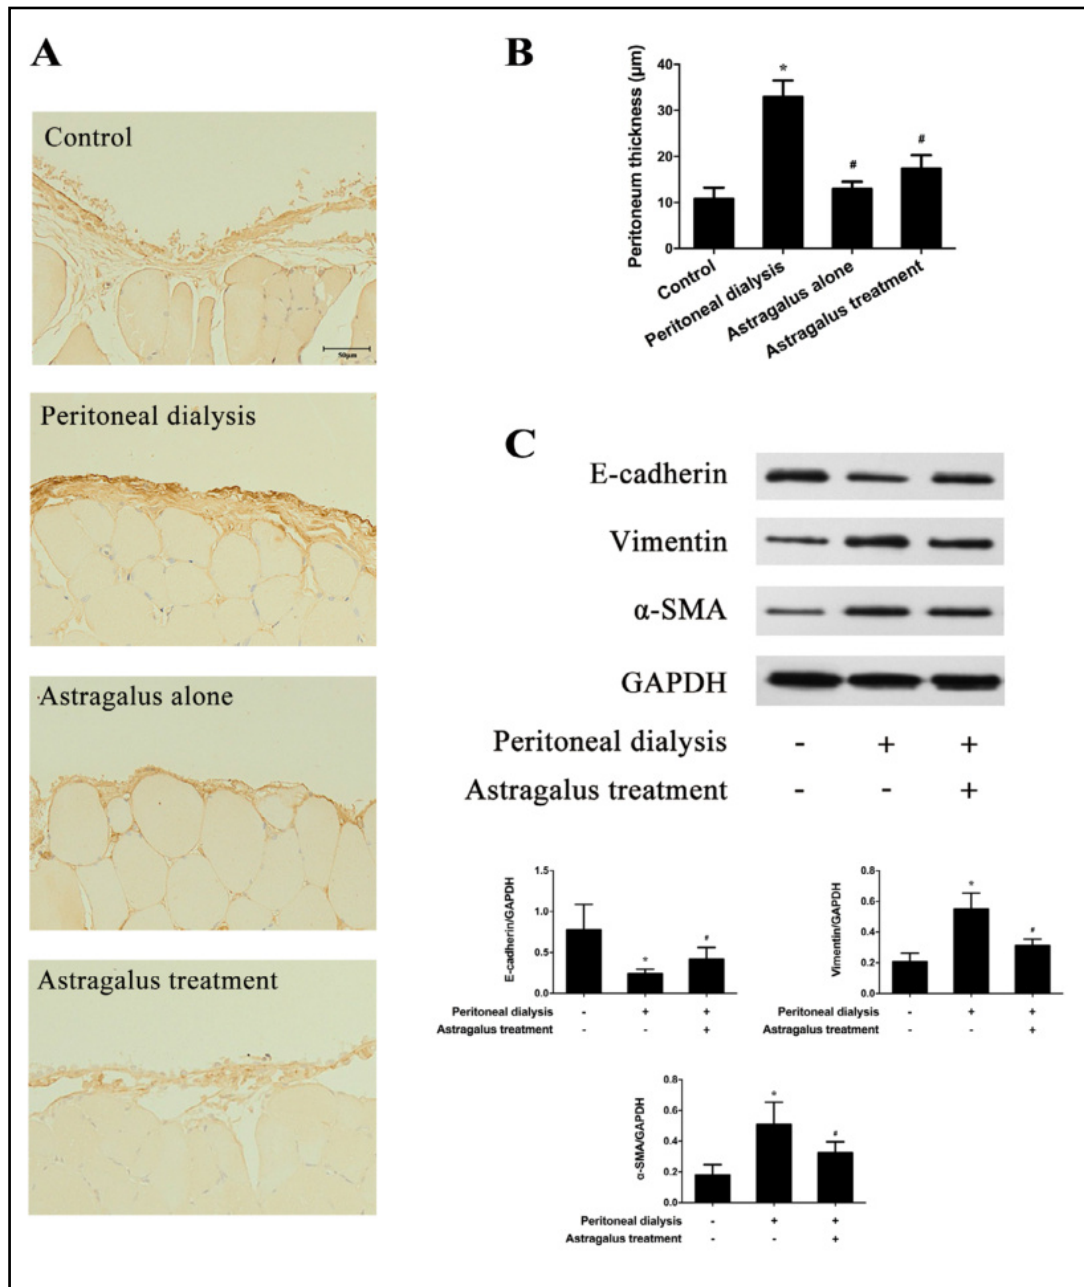 A
Control
50μm
Peritoneal dialysis
Astragalus alone
Astragalus treatment
B
Peritoneum thickness (μm)
40
30
20
10
0
*
#
#
Control
Peritoneal dialysis
Astragalus alone
Astragalus treatment
C
E-cadherin
Vimentin
α-SMA
GAPDH
Peritoneal dialysis - + +
Astragalus treatment - - +
E-cadherin/GAPDH
1.5
1.0
0.5
0.0
*
#
Peritoneal dialysis - + +
Astragalus treatment - - +
Vimentin/GAPDH
0.8
0.6
0.4
0.2
0.0
*
#
Peritoneal dialysis - + +
Astragalus treatment - - +
α-SMA/GAPDH
0.8
0.6
0.4
0.2
0.0
*
#
Peritoneal dialysis - + +
Astragalus treatment - - +